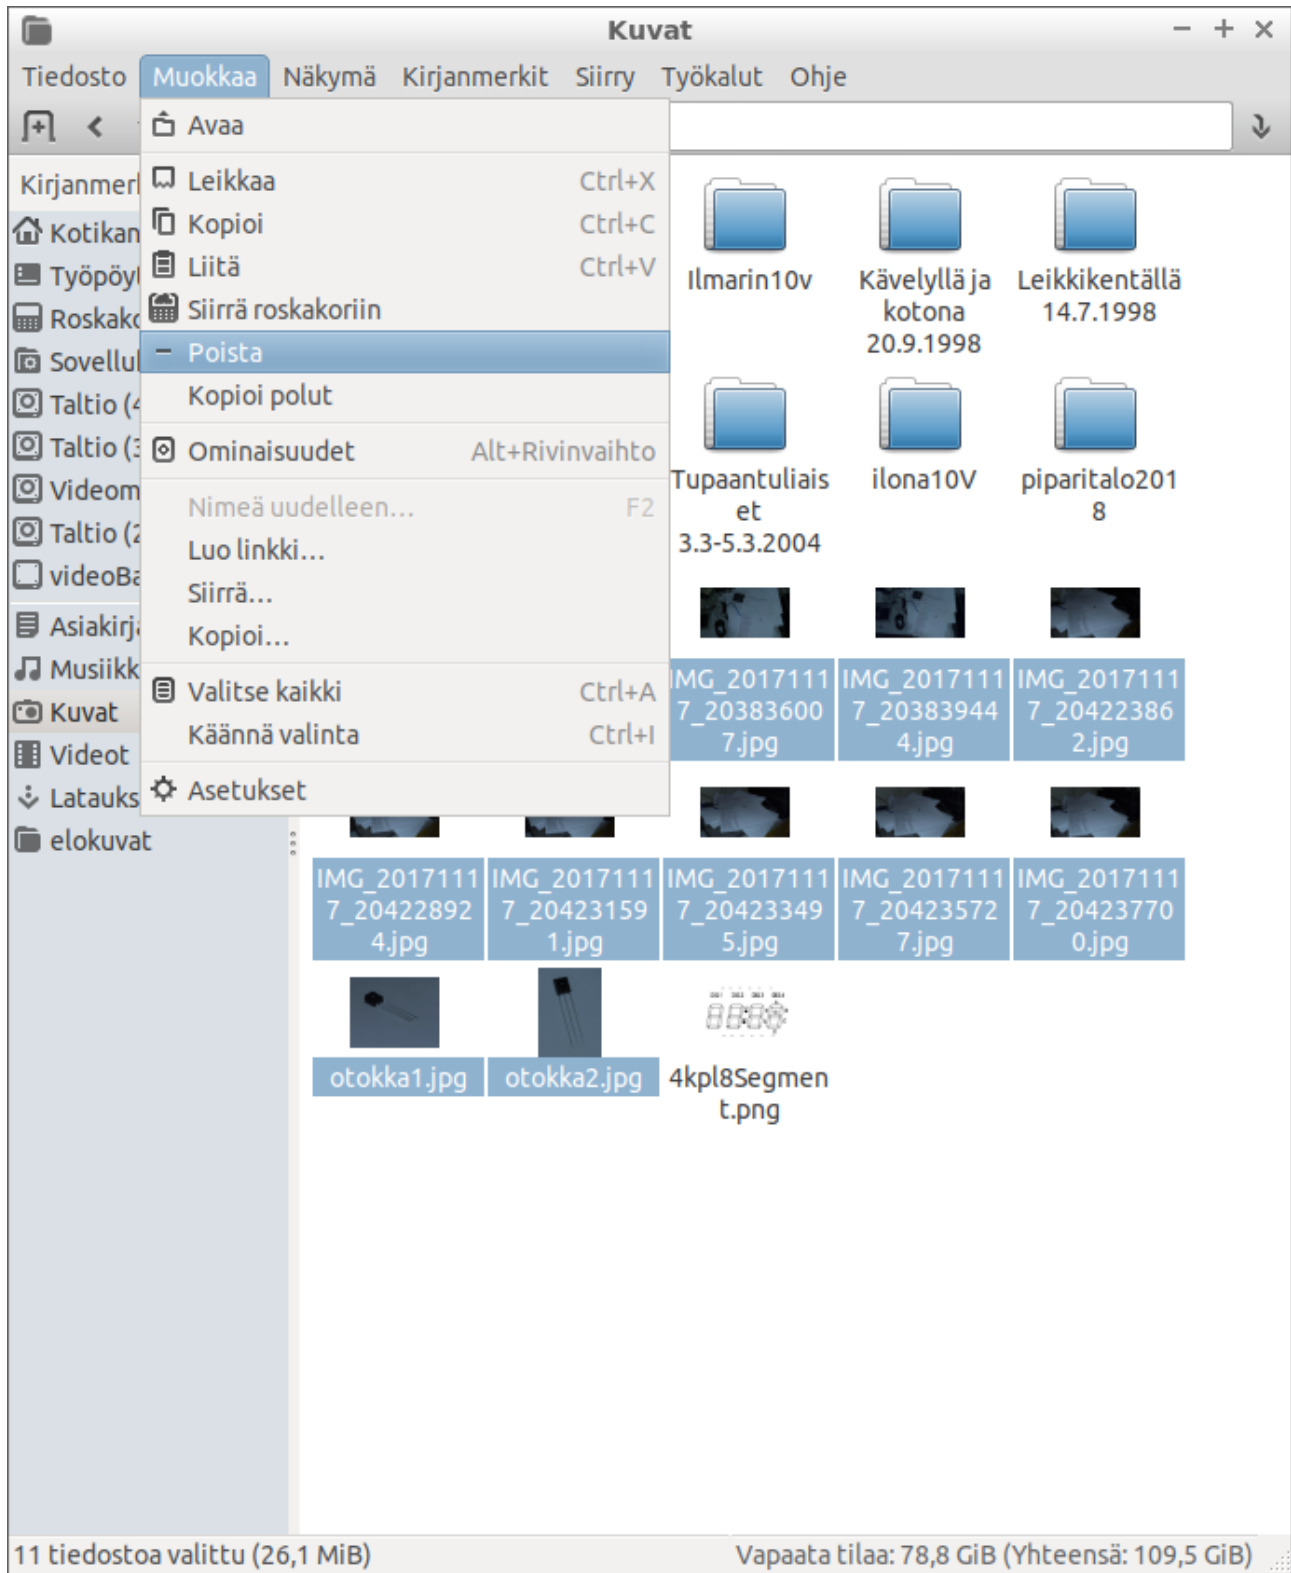 Kuvat
Tiedosto Muokkaa Näkymä Kirjanmerkit Siirry Työkalut Ohje
Avaa
Leikkaa Ctrl+X
Kopioi Ctrl+C
Liitä Ctrl+V
Siirrä roskakoriin
Poista
Kopioi polut
Ominaisuudet Alt+Rivinvaihto
Nimeä uudelleen... F2
Luo linkki...
Siirrä...
Kopioi...
Valitse kaikki Ctrl+A
Käännä valinta Ctrl+I
Asetukset
Kirjanmer
Kotikan
Työpöy
Roskak
Sovellu
Taltio (4
Taltio (3
Videom
Taltio (2
videoBa
Asiakirj
Musiikk
Kuvat
Videot
Latauks
elokuvat
Ilmarin10v
Kävelyllä ja
kotona
20.9.1998
Leikkikentällä
14.7.1998
Tupaantuliais
et
3.3-5.3.2004
ilona10V
piparitalo201
8
IMG_2017111
7_20383600
7.jpg
IMG_2017111
7_20383944
4.jpg
IMG_2017111
7_20422386
2.jpg
IMG_2017111
7_20422892
4.jpg
IMG_2017111
7_20423159
1.jpg
IMG_2017111
7_20423349
5.jpg
IMG_2017111
7_20423572
7.jpg
IMG_2017111
7_20423770
0.jpg
otokka1.jpg
otokka2.jpg
4kpl8Segmen
t.png
11 tiedostoa valittu (26,1 MiB)
Vapaata tilaa: 78,8 GiB (Yhteensä: 109,5 GiB)